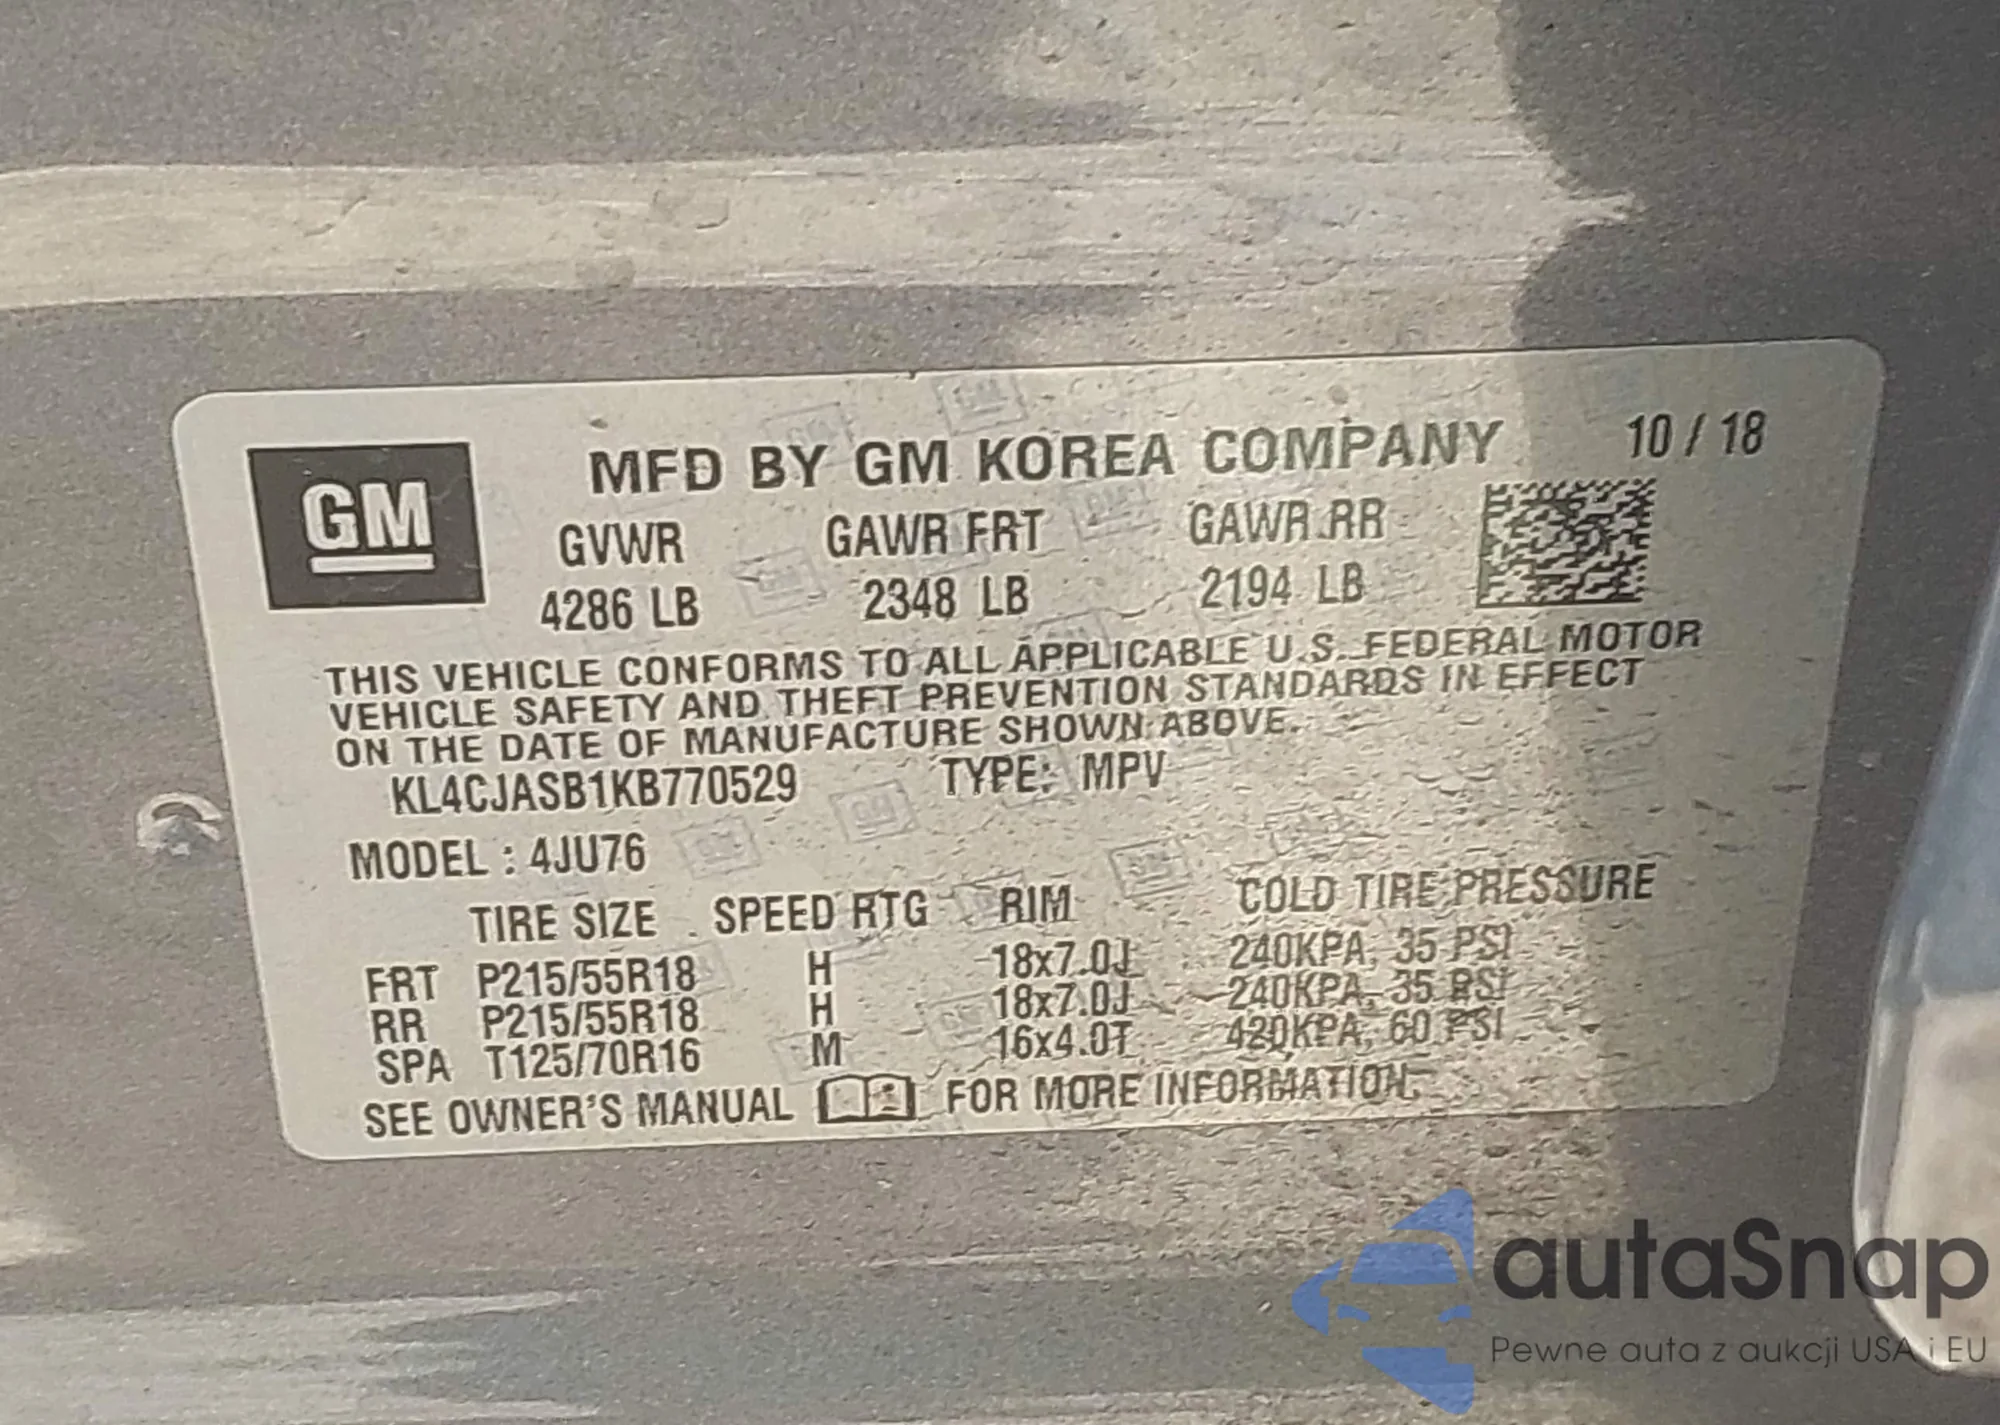 GM
MFD BY GM KOREA COMPANY 10 / 18
GVWR GAWR FRT GAWR RR
4286 LB 2348 LB 2194 LB
THIS VEHICLE CONFORMS TO ALL APPLICABLE U.S. FEDERAL MOTOR
VEHICLE SAFETY AND THEFT PREVENTION STANDARDS IN EFFECT
ON THE DATE OF MANUFACTURE SHOWN ABOVE.
KL4CJASB1KB770529 TYPE: MPV
MODEL : 4JU76
TIRE SIZE SPEED RTG RIM COLD TIRE PRESSURE
FRT P215/55R18 H 18x7.0J 240KPA, 35 PSI
RR P215/55R18 H 18x7.0J 240KPA, 35 PSI
SPA T125/70R16 M 16x4.0T 420KPA, 60 PSI
SEE OWNER'S MANUAL FOR MORE INFORMATION.
autaSnap
Pewne auta z aukcji USA i EU